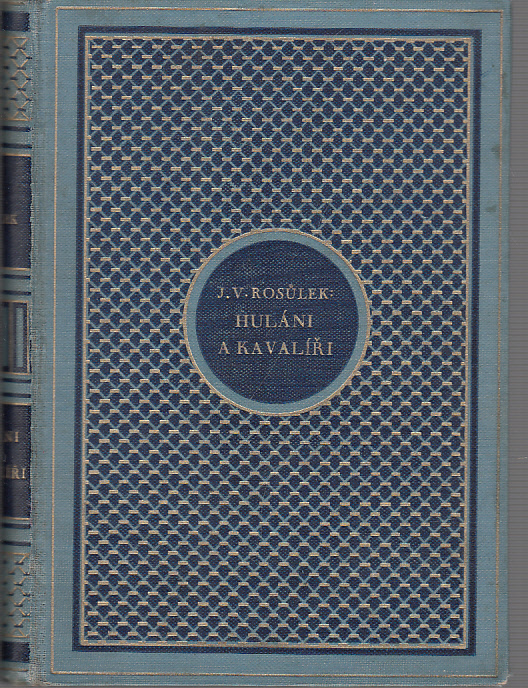 J. V. ROSŮLEK:
HULÁNI
A KAVALÍŘI